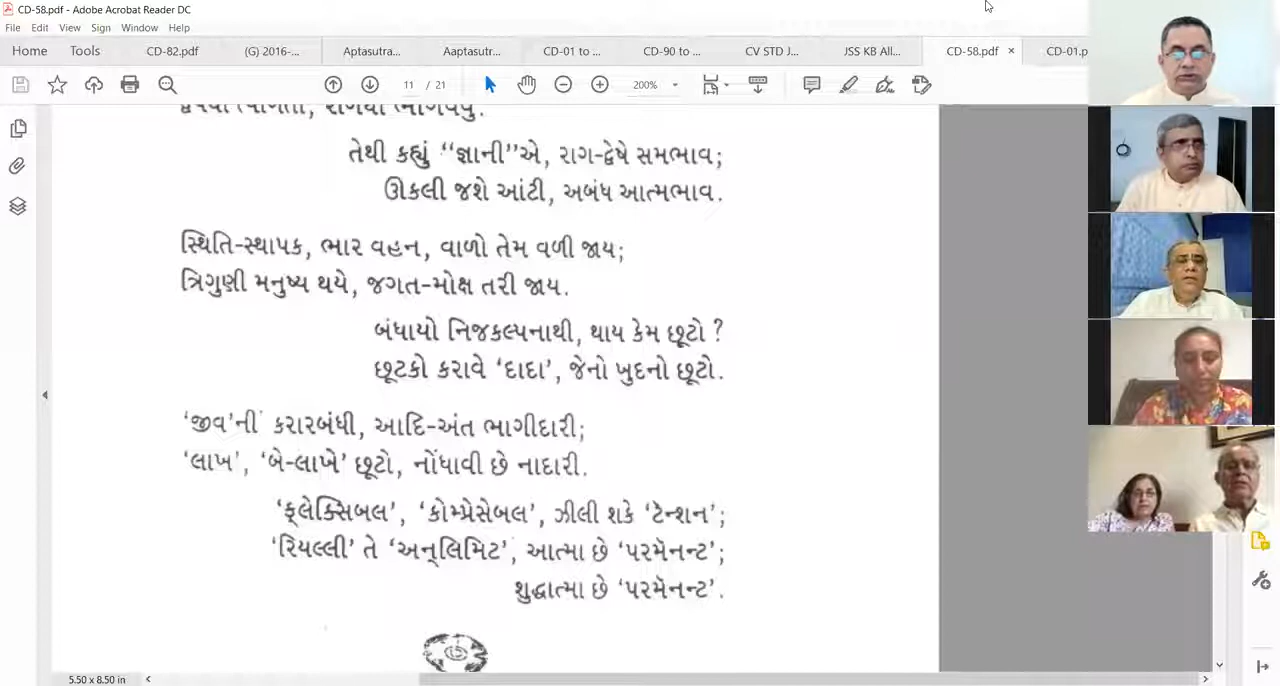 CD-58.pdf - Adobe Acrobat Reader DC
File Edit View Sign Window Help
Home Tools CD-82.pdf (G) 2016-... Aptasutra... Aaptasutr... CD-01 to ... CD-90 to ... CV STD J... JSS KB All... CD-58.pdf × CD-01.p
11 / 21 200%
તેથી કહ્યું “જ્ઞાની”એ, રાગ-દ્વેષે સમભાવ;
ઊકલી જશે આંટી, અબંધ આત્મભાવ.
સ્થિતિ-સ્થાપક, ભાર વહન, વાળો તેમ વળી જાય;
ત્રિગુણી મનુષ્ય થયે, જગત-મોક્ષ તરી જાય.
બંધાયો નિજકલ્પનાથી, થાય કેમ છૂટો ?
છૂટકો કરાવે ‘દાદા’, જેનો ખુદનો છૂટો.
‘જીવ’ની કરારબંધી, આદિ-અંત ભાગીદારી;
‘લાખ’, ‘બે-લાખે’ છૂટો, નોંધાવી છે નાદારી.
‘ફ્લેક્સિબલ’, ‘કોમ્પ્રેસેબલ’, ઝીલી શકે ‘ટેન્શન’;
‘રિયલ્લી’ તે ‘અન્‌લિમિટ’, આત્મા છે ‘પરમૅનન્ટ’;
શુદ્ધાત્મા છે ‘પરમૅનન્ટ’.
5.50 x 8.50 in